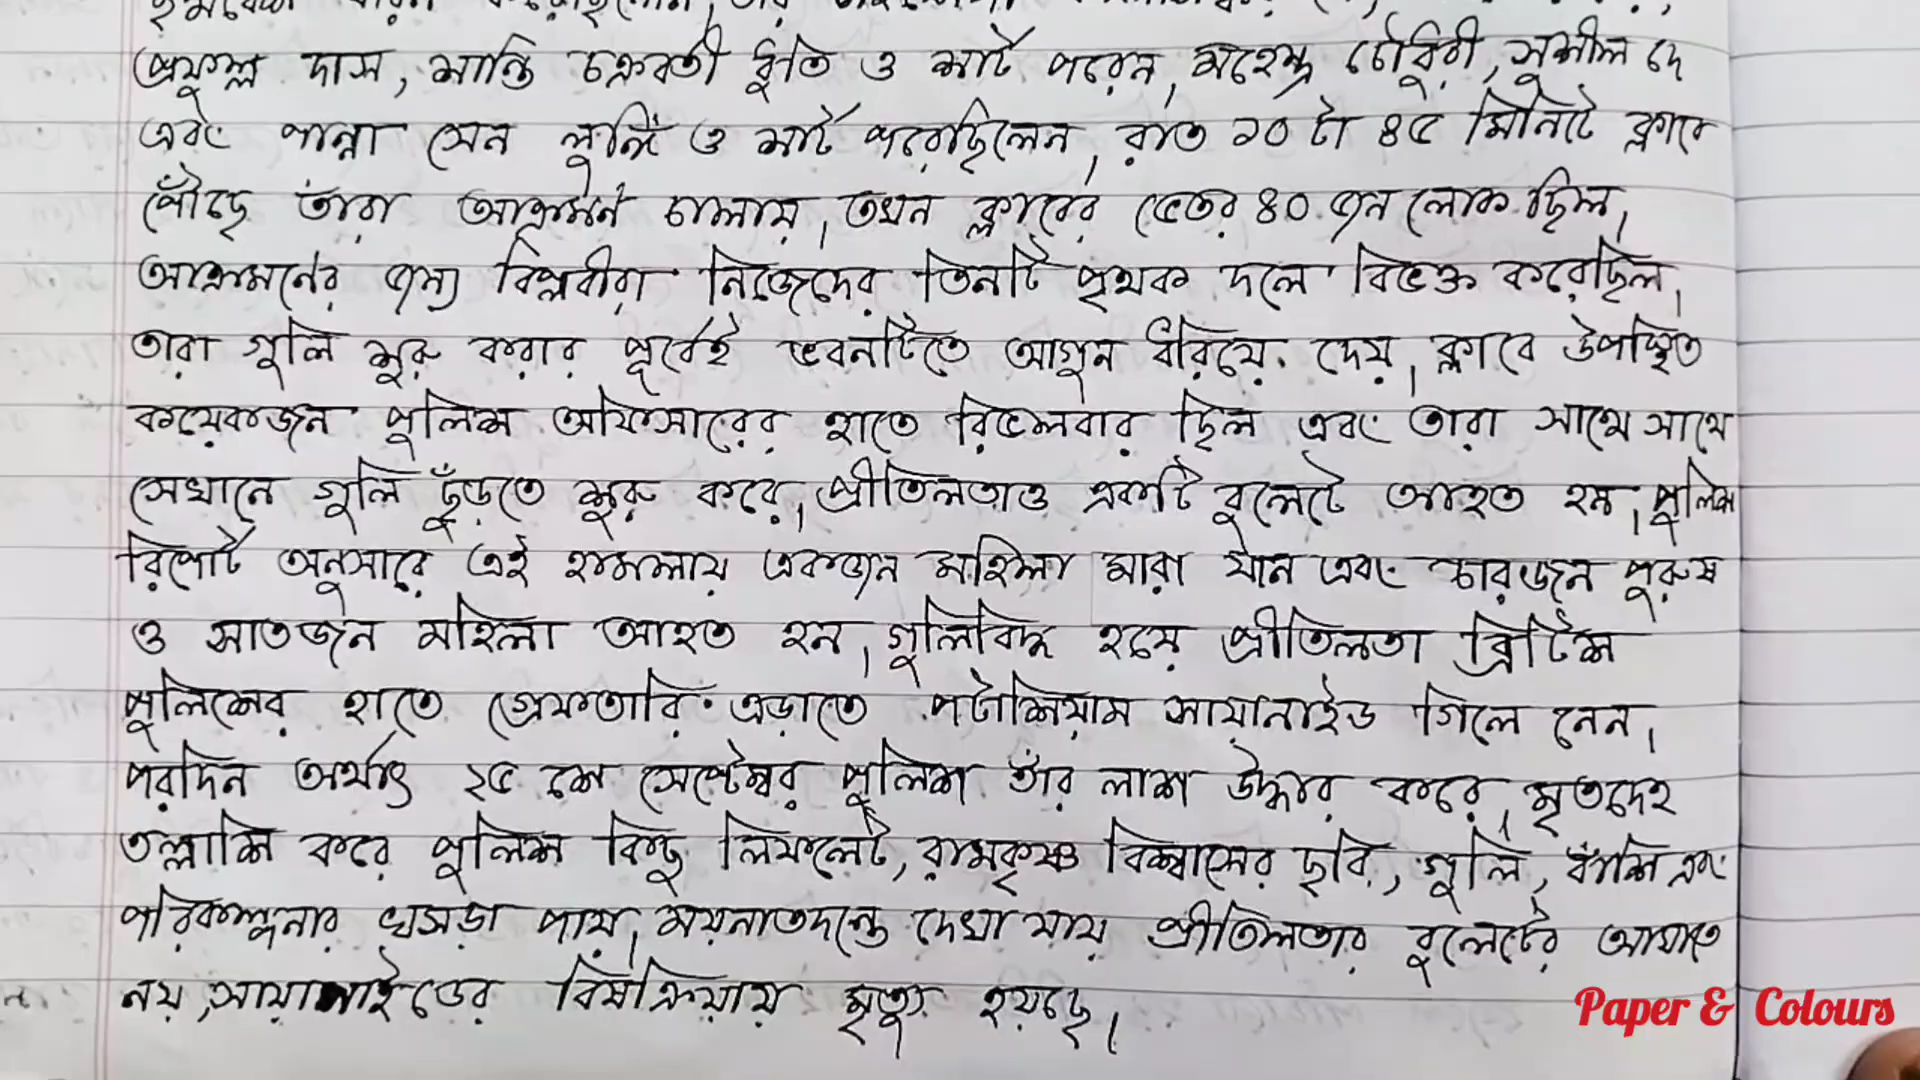 প্রফুল্ল দাস, শান্তি চক্রবর্তী ধুতি ও শার্ট পরেন, মহেন্দ্র চৌধুরী, সুশীল দে
এবং পান্না সেন লুঙ্গি ও শার্ট পরেছিলেন। রাত ১০ টা ৪৫ মিনিটে ক্লাবে
পৌঁছে তাঁরা আক্রমণ চালায়। তখন ক্লাবের ভেতর ৪০ জন লোক ছিল।
আক্রমনের জন্য বিপ্লবীরা নিজেদের তিনটি পৃথক দলে বিভক্ত করেছিল।
তারা গুলি শুরু করার পূর্বেই ভবনটিতে আগুন ধরিয়ে দেয়। ক্লাবে উপস্থিত
কয়েকজন পুলিশ অফিসারের হাতে রিভলবার ছিল এবং তারা সাথে সাথে
সেখানে গুলি ছুঁড়তে শুরু করে। প্রীতিলতাও একটি বুলেটে আহত হন। পুলিশ
রিপোর্ট অনুসারে এই হামলায় একজন মহিলা মারা যান এবং চারজন পুরুষ
ও সাতজন মহিলা আহত হন। গুলিবিদ্ধ হয়ে প্রীতিলতা ব্রিটিশ
পুলিশের হাতে গ্রেফতারি এড়াতে পটাশিয়াম সায়ানাইড গিলে নেন।
পরদিন অর্থাৎ ২৫ শে সেপ্টেম্বর পুলিশ তাঁর লাশ উদ্ধার করে। মৃতদেহ
তল্লাশি করে পুলিশ কিছু লিফলেট, রামকৃষ্ণ বিশ্বাসের ছবি, গুলি, বাঁশি এবং
পরিকল্পনার খসড়া পায়। ময়নাতদন্তে দেখা যায় প্রীতিলতার বুলেটের আঘাতে
নয়, সায়ানাইডের বিষক্রিয়ায় মৃত্যু হয়েছে।
Paper & Colours